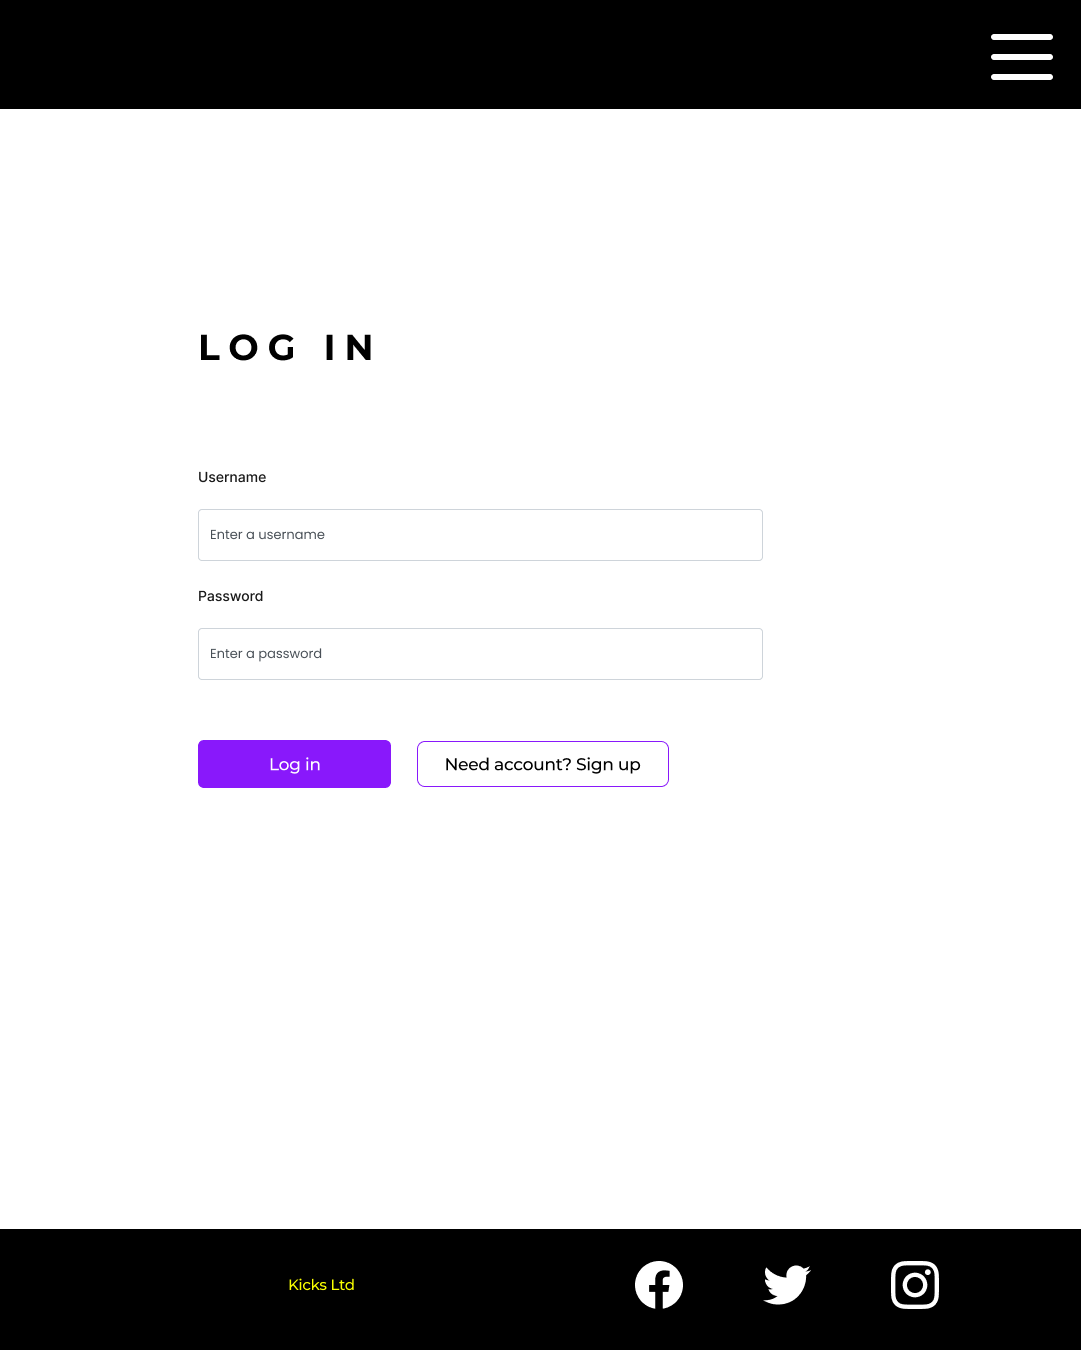 LOG IN
Username
Enter a username
Password
Enter a password
Log in
Need account? Sign up
Kicks Ltd